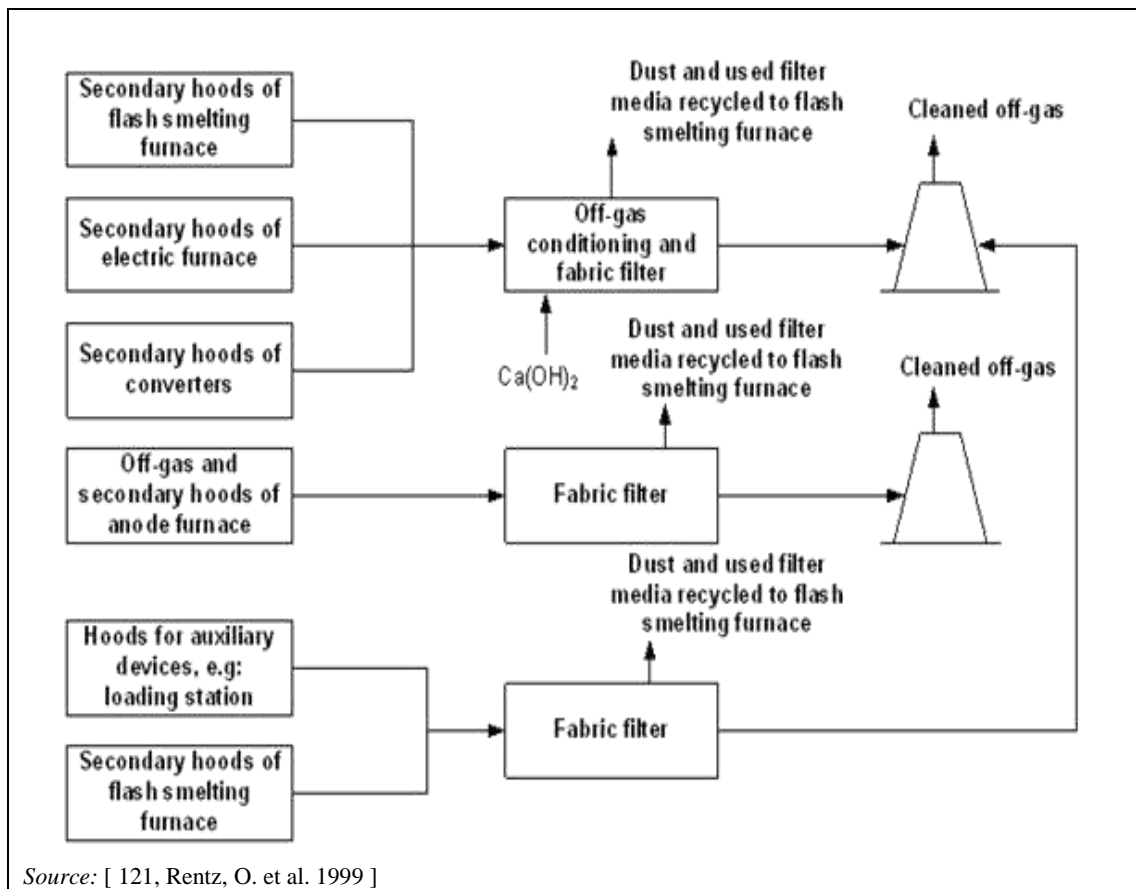 Secondary hoods of
flash smelting
furnace
Secondary hoods of
electric furnace
Secondary hoods of
converters
Off-gas and
secondary hoods of
anode furnace
Hoods for auxiliary
devices, e.g:
loading station
Secondary hoods of
flash smelting
furnace
Dust and used filter
media recycled to flash
smelting furnace
Off-gas
conditioning and
fabric filter
Ca(OH)2
Dust and used filter
media recycled to flash
smelting furnace
Fabric filter
Dust and used filter
media recycled to flash
smelting furnace
Fabric filter
Cleaned off-gas
Cleaned off-gas
Source: [ 121, Rentz, O. et al. 1999 ]